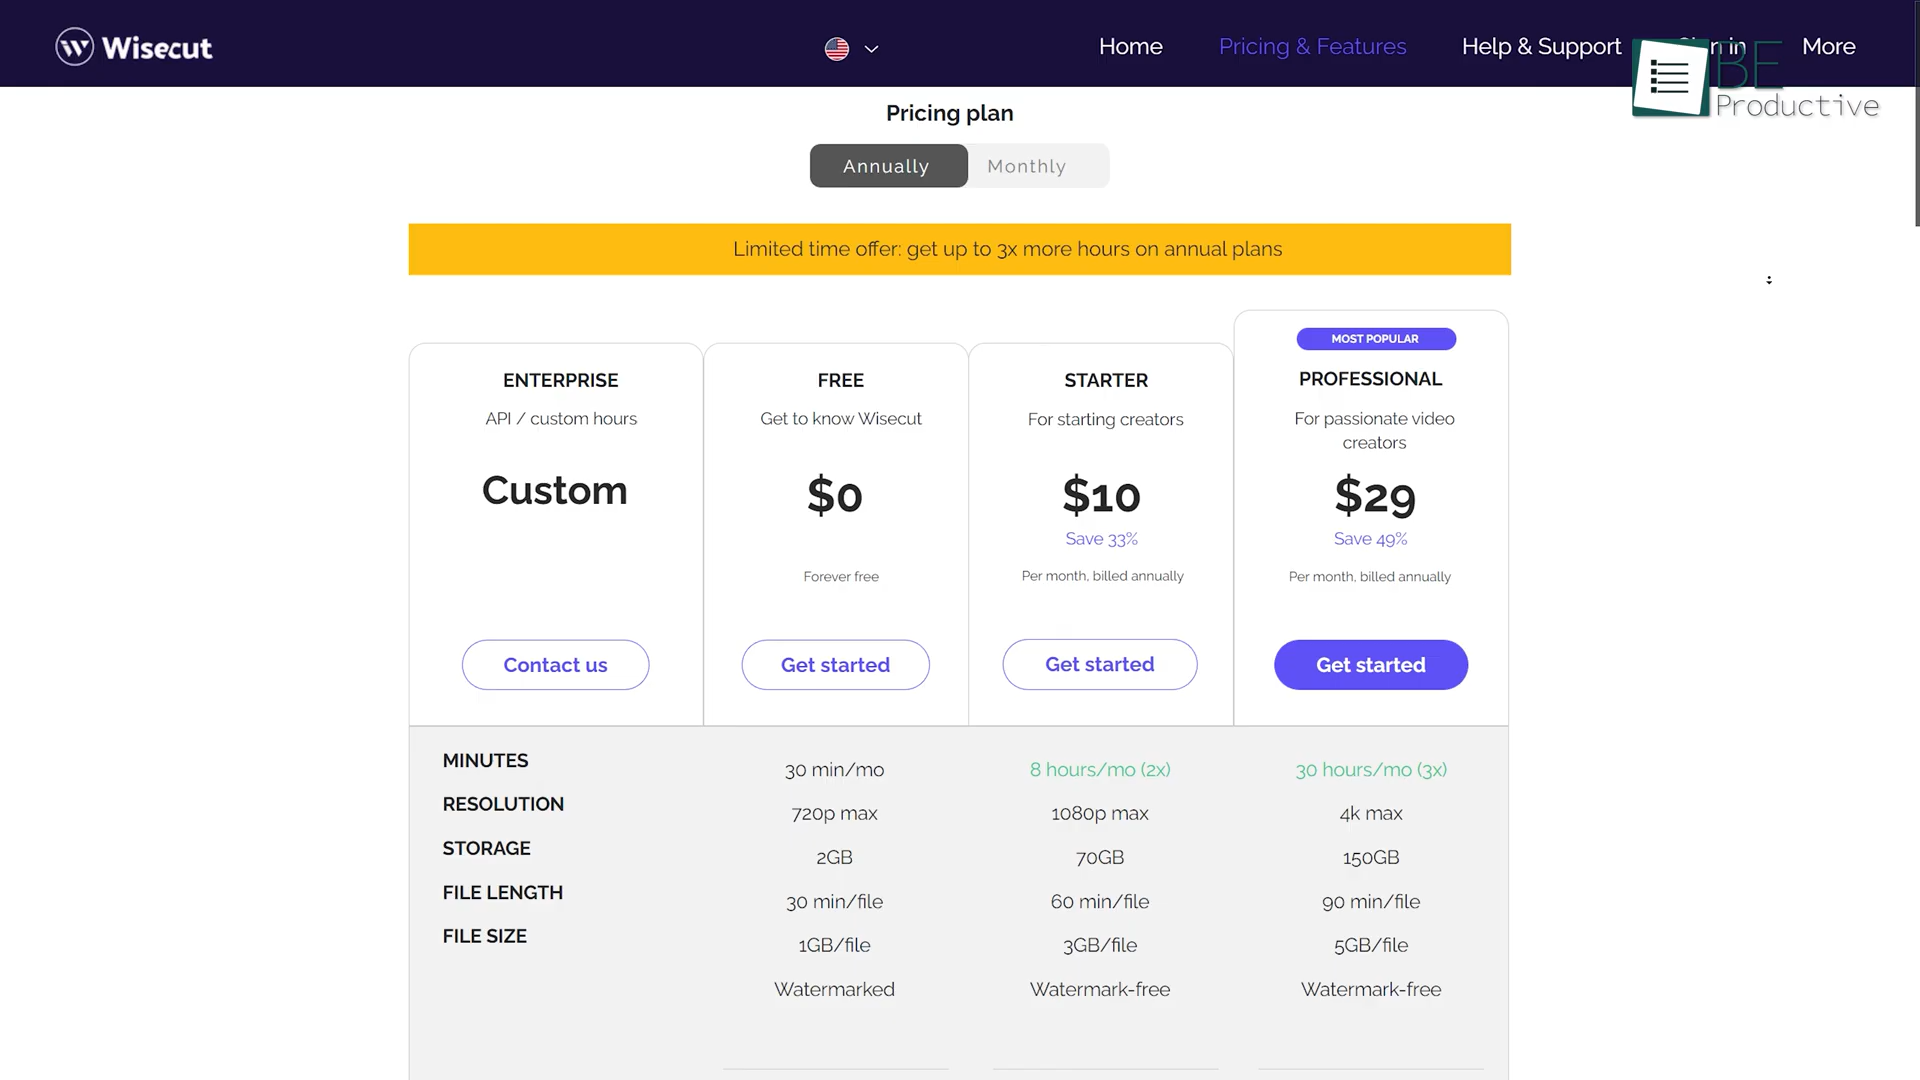 Wisecut
Home
Pricing & Features
Help & Support
Sign in
More
BE
Productive
Pricing plan
Annually
Monthly
Limited time offer: get up to 3x more hours on annual plans
ENTERPRISE
API / custom hours
Custom
Contact us
FREE
Get to know Wisecut
$0
Forever free
Get started
STARTER
For starting creators
$10
Save 33%
Per month, billed annually
Get started
MOST POPULAR
PROFESSIONAL
For passionate video
creators
$29
Save 49%
Per month, billed annually
Get started
MINUTES
30 min/mo
8 hours/mo (2x)
30 hours/mo (3x)
RESOLUTION
720p max
1080p max
4k max
STORAGE
2GB
70GB
150GB
FILE LENGTH
30 min/file
60 min/file
90 min/file
FILE SIZE
1GB/file
3GB/file
5GB/file
Watermarked
Watermark-free
Watermark-free